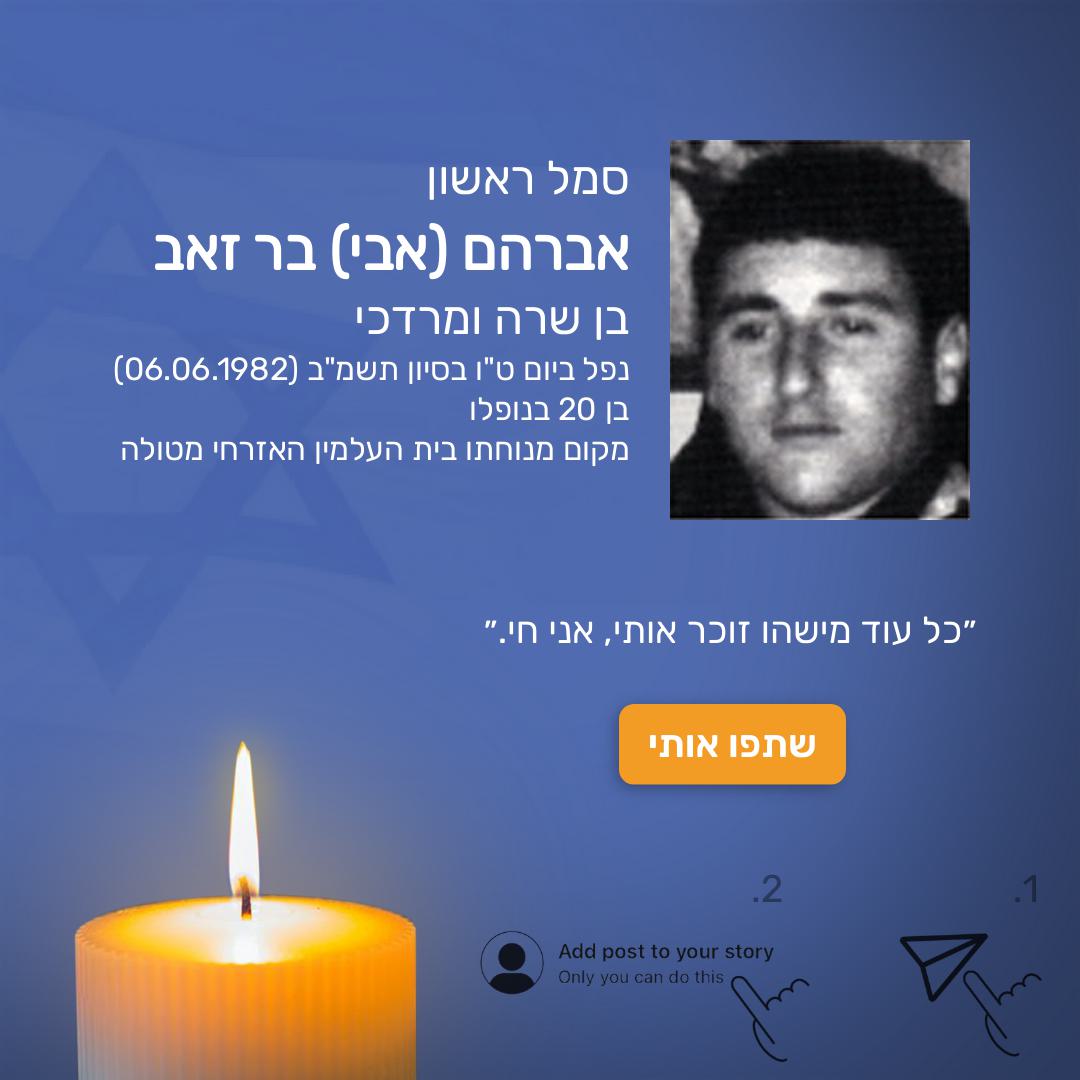 סמל ראשון
אברהם (אבי) בר זאב
בן שרה ומרדכי
נפל ביום ט"ו בסיון תשמ"ב (06.06.1982)
בן 20 בנופלו
מקום מנוחתו בית העלמין האזרחי מטולה
״כל עוד מישהו זוכר אותי, אני חי.״
שתפו אותי
1.
2.
Add post to your story
Only you can do this